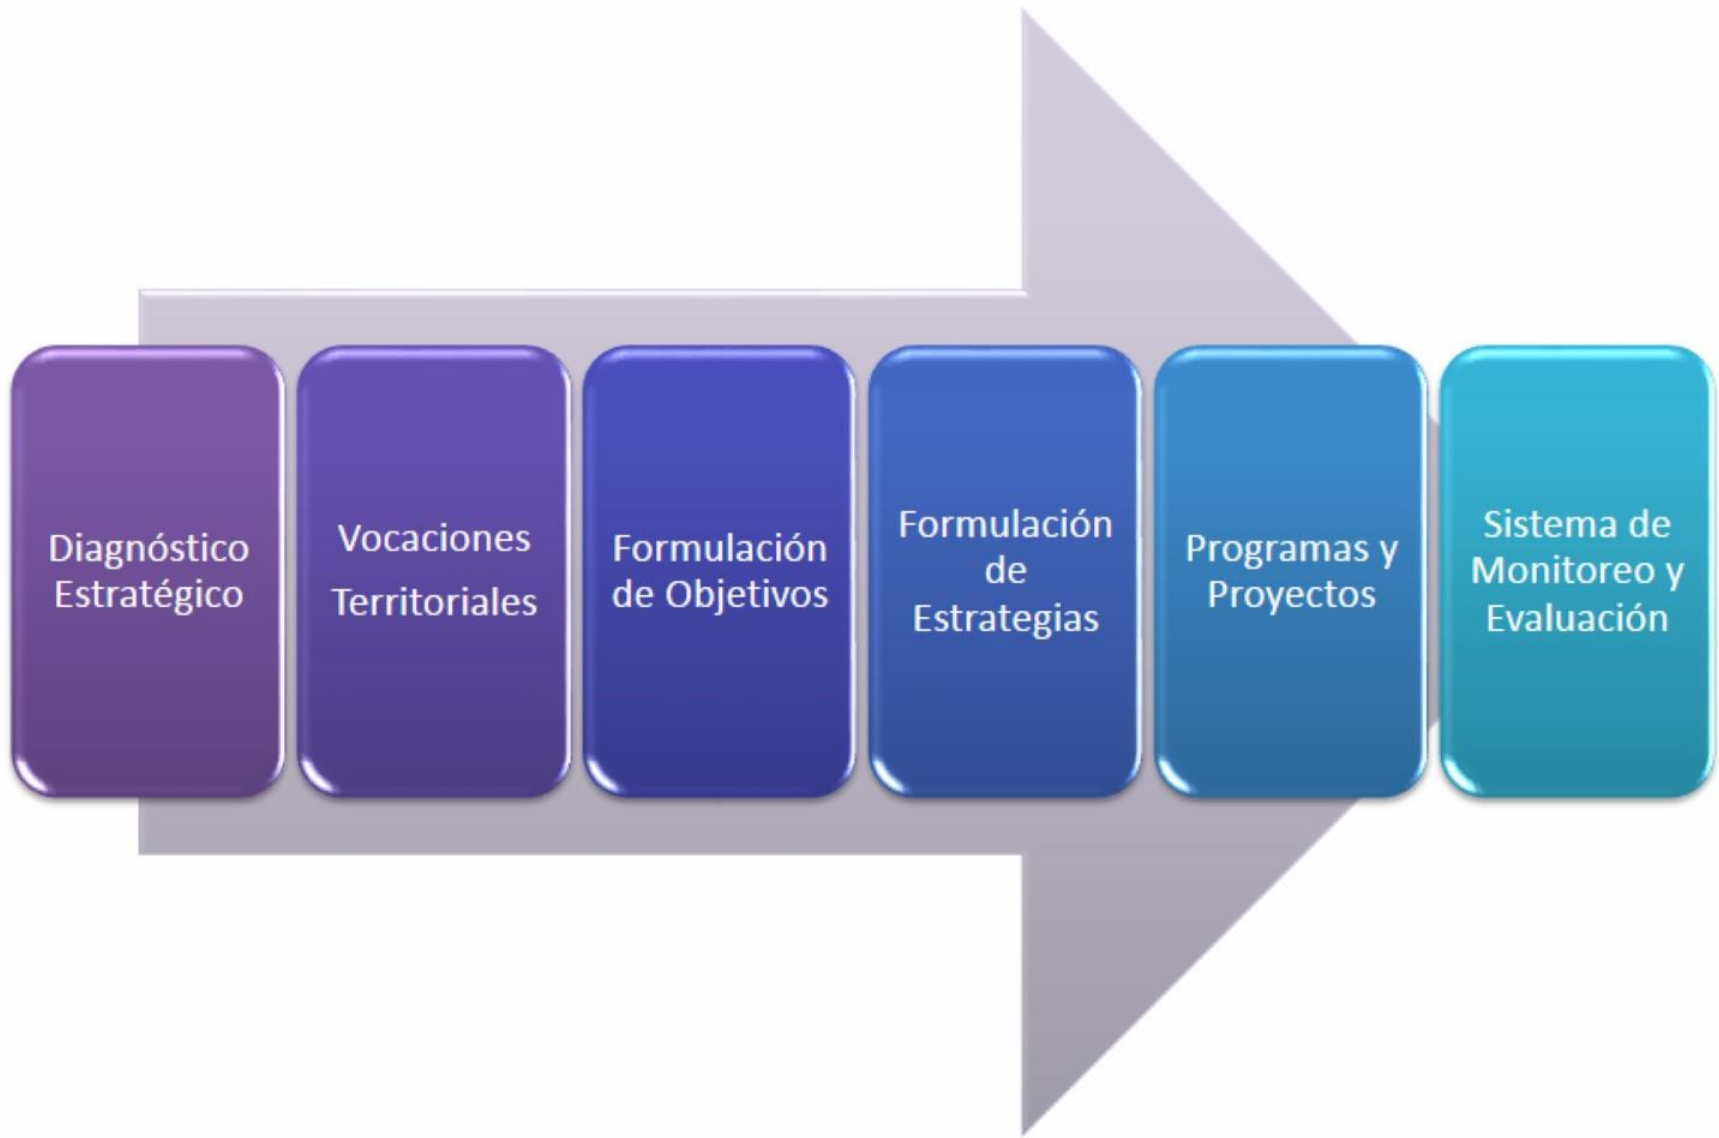 Diagnóstico
Estratégico
Vocaciones
Territoriales
Formulación
de Objetivos
Formulación
de
Estrategias
Programas y
Proyectos
Sistema de
Monitoreo y
Evaluación